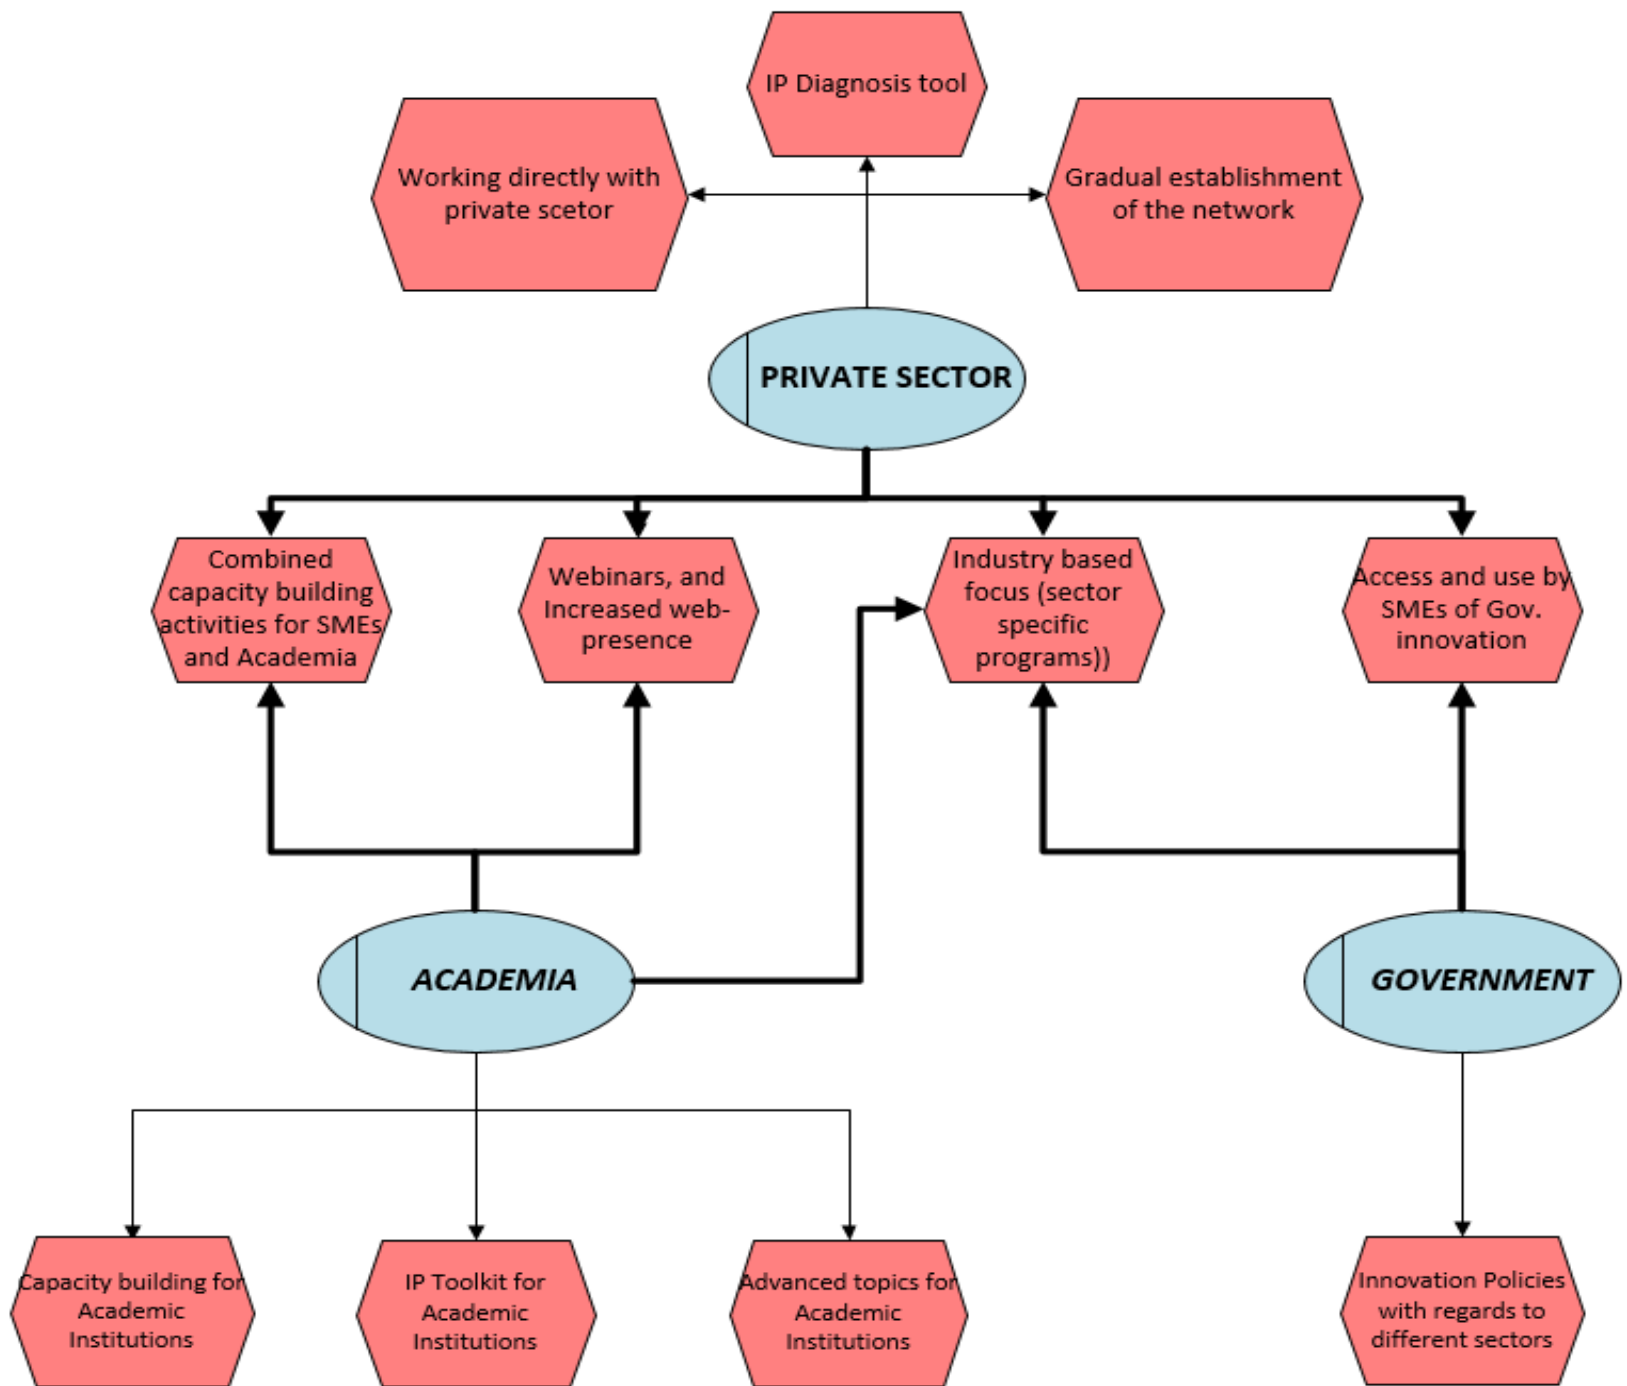 IP Diagnosis tool
Working directly with
private scetor
Gradual establishment
of the network
PRIVATE SECTOR
Combined
capacity building
activities for SMEs
and Academia
Webinars, and
Increased web-
presence
Industry based
focus (sector
specific
programs))
Access and use by
SMEs of Gov.
innovation
ACADEMIA
GOVERNMENT
Capacity building for
Academic
Institutions
IP Toolkit for
Academic
Institutions
Advanced topics for
Academic
Institutions
Innovation Policies
with regards to
different sectors